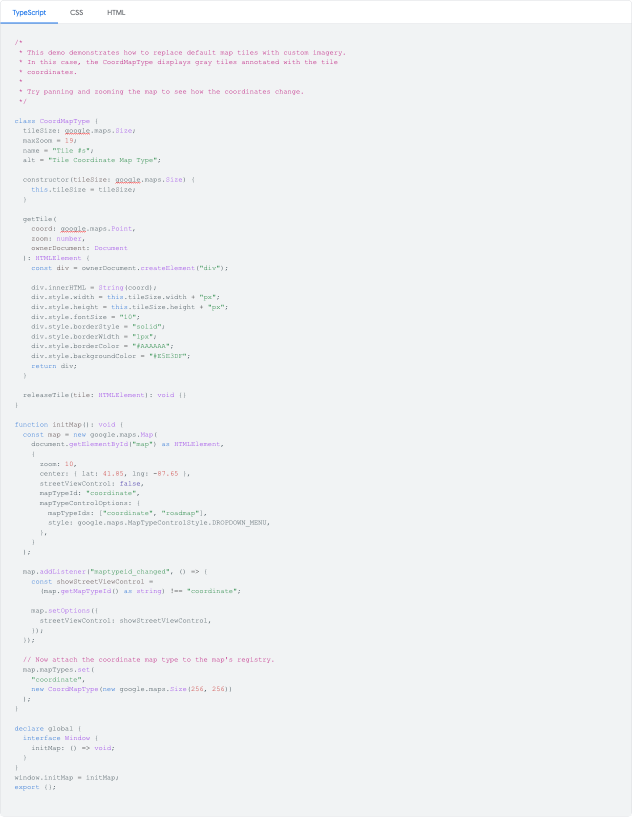 TypeScript CSS HTML
/*
 * This demo demonstrates how to replace default map tiles with custom imagery.
 * In this case, the CoordMapType displays gray tiles annotated with the tile
 * coordinates.
 *
 * Try panning and zooming the map to see how the coordinates change.
 */
class CoordMapType {
  tileSize: google.maps.Size;
  maxZoom = 19;
  name = "Tile #s";
  alt = "Tile Coordinate Map Type";
  constructor(tileSize: google.maps.Size) {
    this.tileSize = tileSize;
  }
  getTile(
    coord: google.maps.Point,
    zoom: number,
    ownerDocument: Document
  ): HTMLElement {
    const div = ownerDocument.createElement("div");
    div.innerHTML = String(coord);
    div.style.width = this.tileSize.width + "px";
    div.style.height = this.tileSize.height + "px";
    div.style.fontSize = "10";
    div.style.borderStyle = "solid";
    div.style.borderWidth = "1px";
    div.style.borderColor = "#AAAAAA";
    div.style.backgroundColor = "#E5E3DF";
    return div;
  }
  releaseTile(tile: HTMLElement): void {}
}
function initMap(): void {
  const map = new google.maps.Map(
    document.getElementById("map") as HTMLElement,
    {
      zoom: 10,
      center: { lat: 41.85, lng: -87.65 },
      streetViewControl: false,
      mapTypeId: "coordinate",
      mapTypeControlOptions: {
        mapTypeIds: ["coordinate", "roadmap"],
        style: google.maps.MapTypeControlStyle.DROPDOWN_MENU,
      },
    }
  );
  map.addListener("maptypeid_changed", () => {
    const showStreetViewControl =
      (map.getMapTypeId() as string) !== "coordinate";
    map.setOptions({
      streetViewControl: showStreetViewControl,
    });
  });
  // Now attach the coordinate map type to the map's registry.
  map.mapTypes.set(
    "coordinate",
    new CoordMapType(new google.maps.Size(256, 256))
  );
}
declare global {
  interface Window {
    initMap: () => void;
  }
}
window.initMap = initMap;
export {};